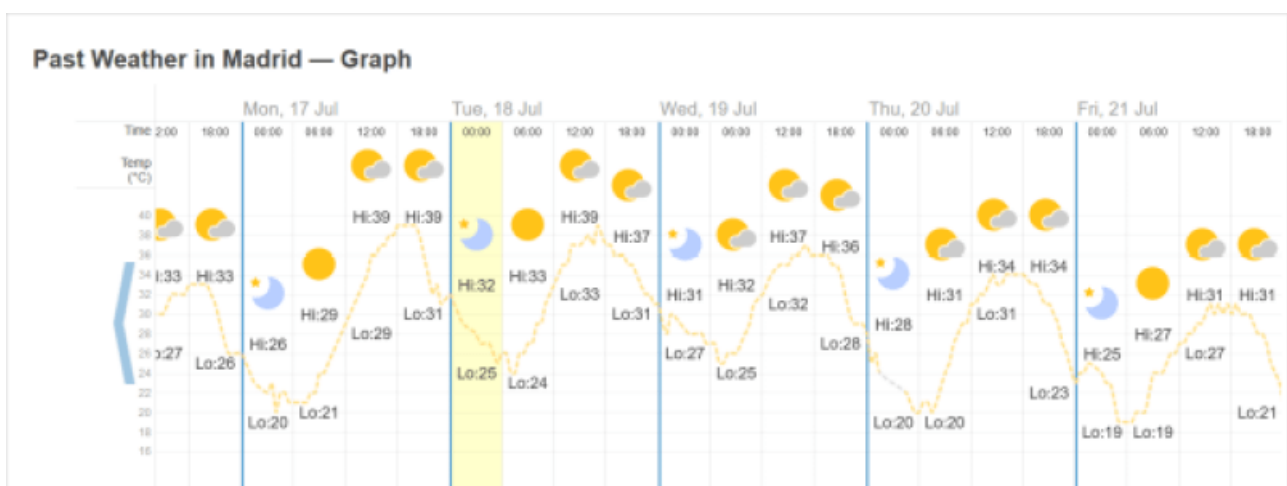 Past Weather in Madrid — Graph
Mon, 17 Jul Tue, 18 Jul Wed, 19 Jul Thu, 20 Jul Fri, 21 Jul
Time 2:00 18:00 00:00 06:00 12:00 18:00 00:00 06:00 12:00 18:00 00:00 06:00 12:00 18:00 00:00 06:00 12:00 18:00 00:00 06:00 12:00 18:00
Temp
(°C)
40 Hi:39 Hi:39 Hi:39
38 Hi:37 Hi:37
36 Hi:36
34 Hi:33 Hi:33 Hi:34 Hi:34
32 Hi:32 Lo:33 Hi:31 Hi:32 Lo:32 Hi:31 Hi:31 Hi:31
30 Hi:29 Lo:31 Lo:31 Lo:31
28 Lo:29 Hi:28 Hi:27
26 :27 Lo:26 Hi:26 Lo:27 Lo:28 Hi:25 Lo:27
24 Lo:25 Lo:24 Lo:25
22 Lo:23
20 Lo:20 Lo:21 Lo:20 Lo:20 Lo:21
18 Lo:19 Lo:19
16